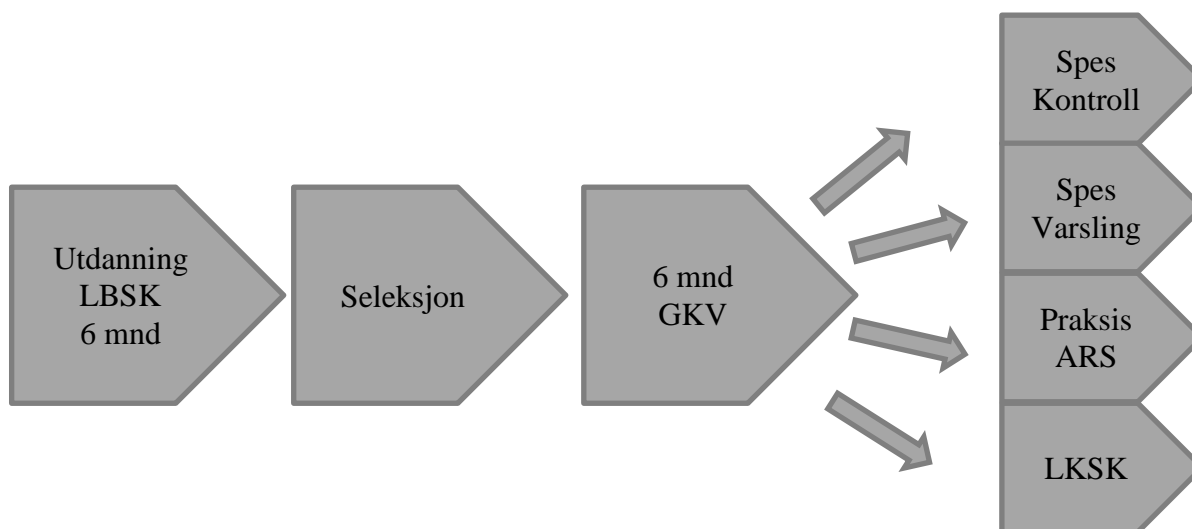 Utdanning
LBSK
6 mnd
Seleksjon
6 mnd
GKV
Spes
Kontroll
Spes
Varsling
Praksis
ARS
LKSK